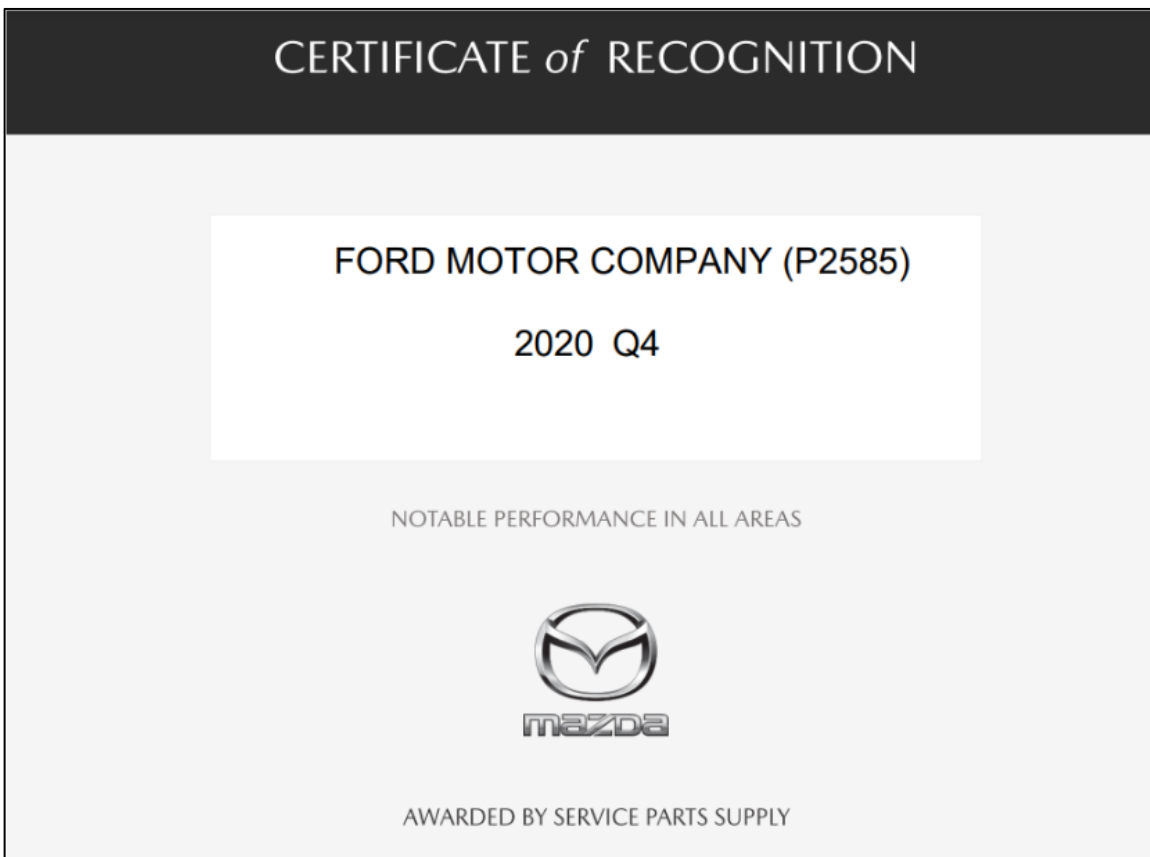 CERTIFICATE of RECOGNITION
FORD MOTOR COMPANY (P2585)
2020 Q4
NOTABLE PERFORMANCE IN ALL AREAS
mazda
AWARDED BY SERVICE PARTS SUPPLY